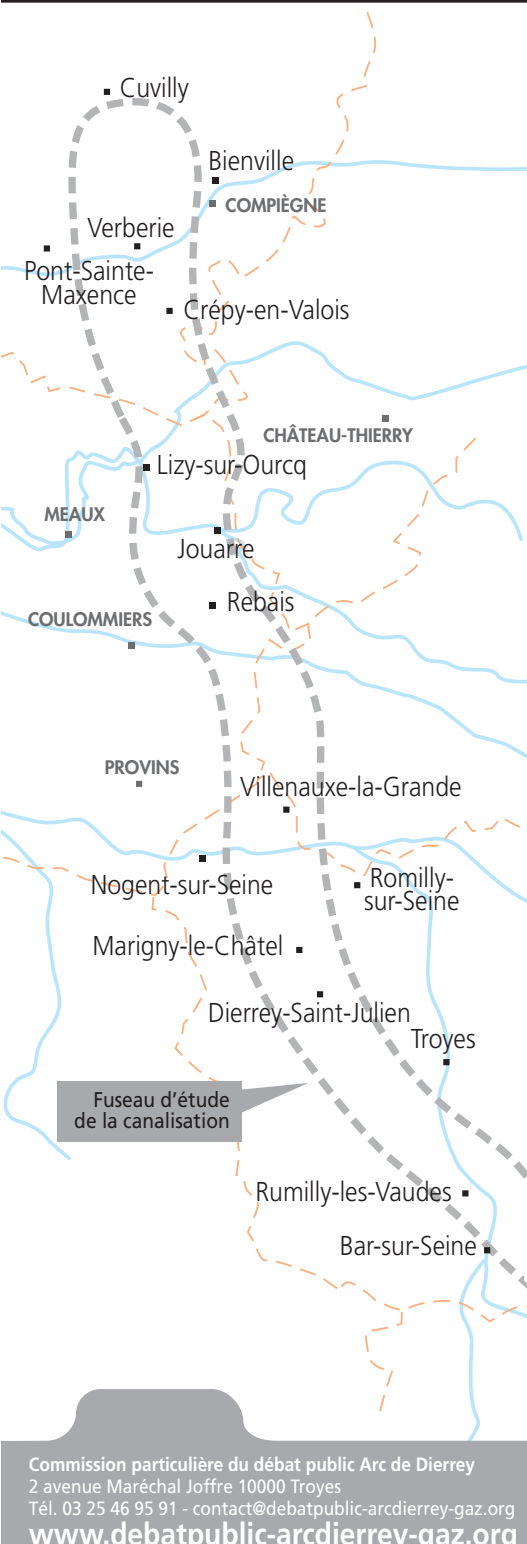 Cuvilly
Bienville
COMPIÈGNE
Verberie
Pont-Sainte-
Maxence
Crépy-en-Valois
CHÂTEAU-THIERRY
Lizy-sur-Ourcq
MEAUX
Jouarre
Rebais
COULOMMIERS
PROVINS
Villenauxe-la-Grande
Nogent-sur-Seine
Romilly-
sur-Seine
Marigny-le-Châtel
Dierrey-Saint-Julien
Troyes
Fuseau d'étude
de la canalisation
Rumilly-les-Vaudes
Bar-sur-Seine
Commission particulière du débat public Arc de Dierrey
2 avenue Maréchal Joffre 10000 Troyes
Tél. 03 25 46 95 91 - contact@debatpublic-arcdierrey-gaz.org
www.debatpublic-arcdierrey-gaz.org